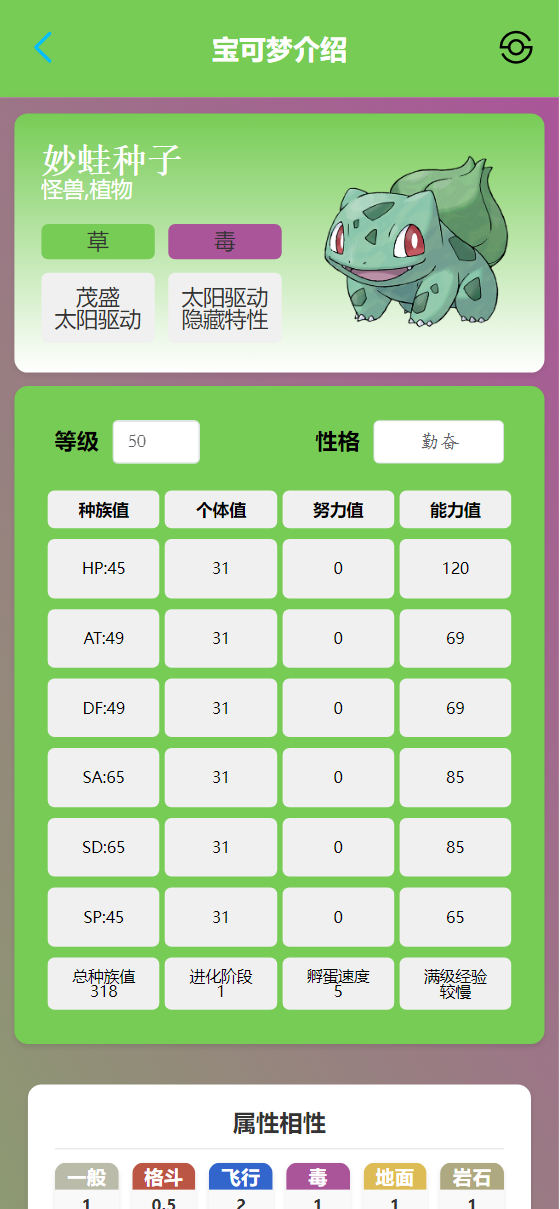 宝可梦介绍
妙蛙种子
怪兽,植物
草 毒
茂盛 太阳驱动
太阳驱动 隐藏特性
等级 50 性格 勤奋
种族值 个体值 努力值 能力值
HP:45 31 0 120
AT:49 31 0 69
DF:49 31 0 69
SA:65 31 0 85
SD:65 31 0 85
SP:45 31 0 65
总种族值 进化阶段 孵蛋速度 满级经验
318 1 5 较慢
属性相性
一般 格斗 飞行 毒 地面 岩石
1 0.5 2 1 1 1